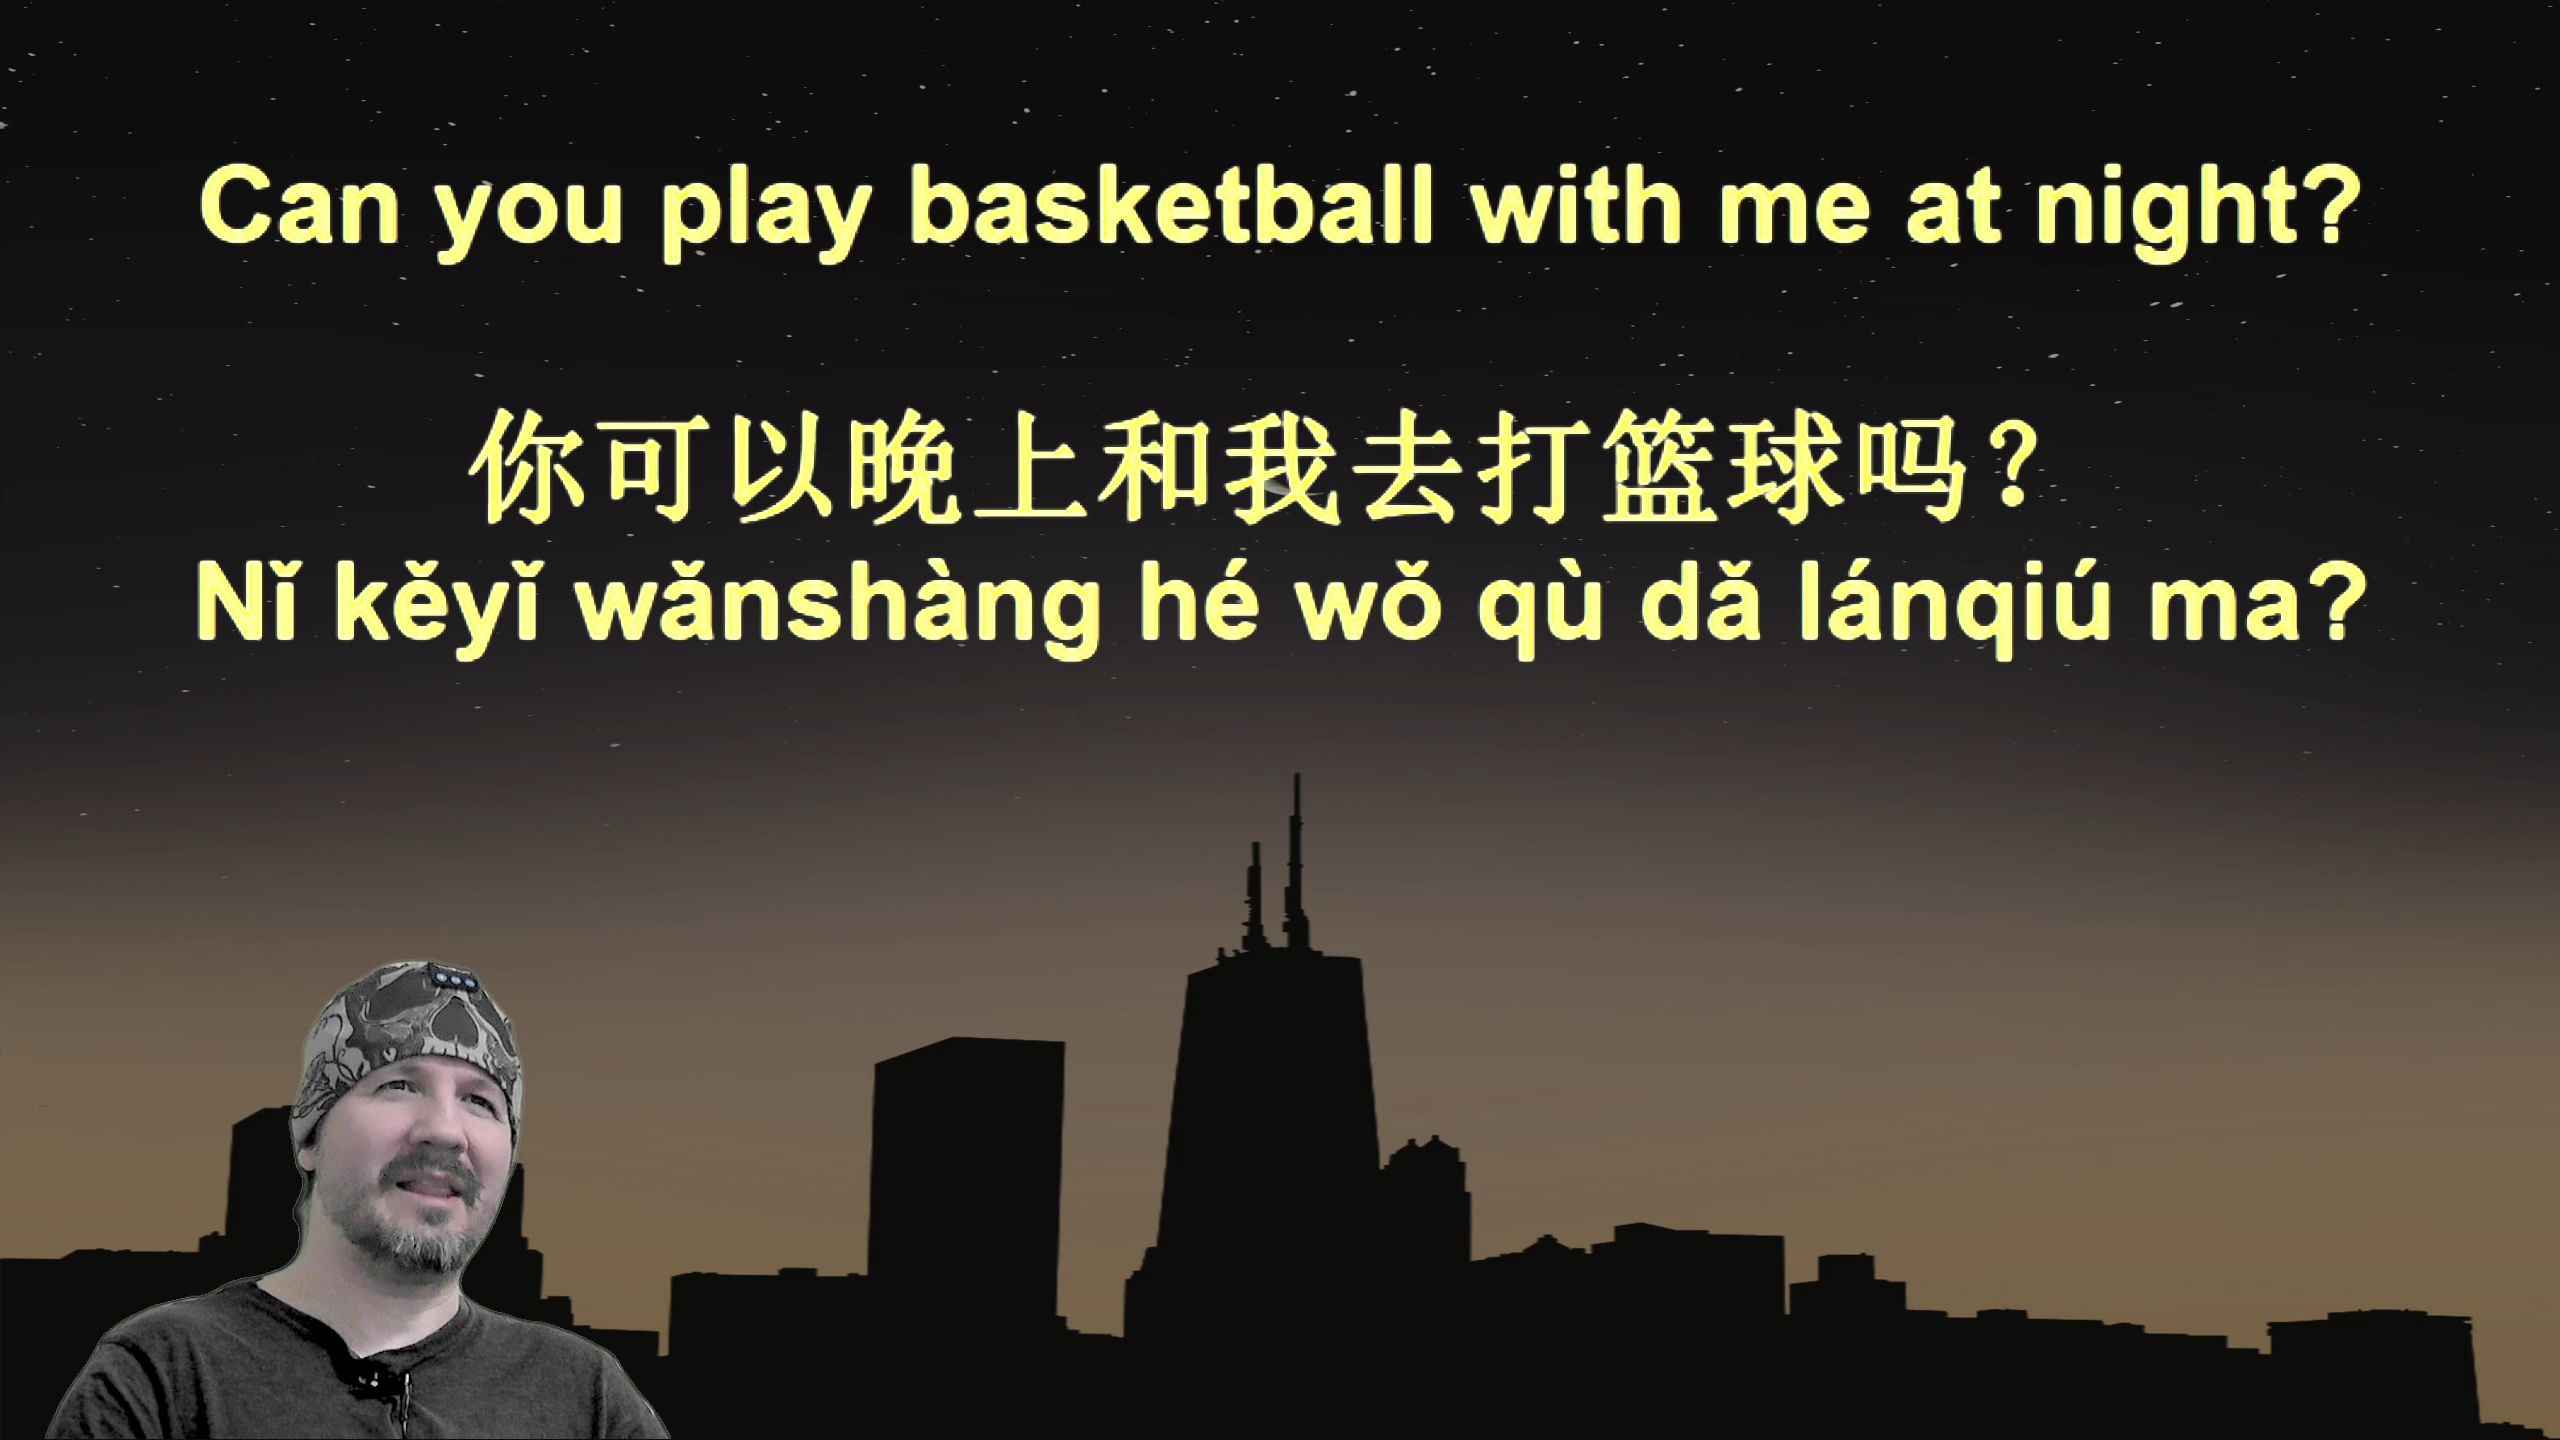 Can you play basketball with me at night?
你可以晚上和我去打篮球吗？
Nǐ kěyǐ wǎnshàng hé wǒ qù dǎ lánqiú ma?